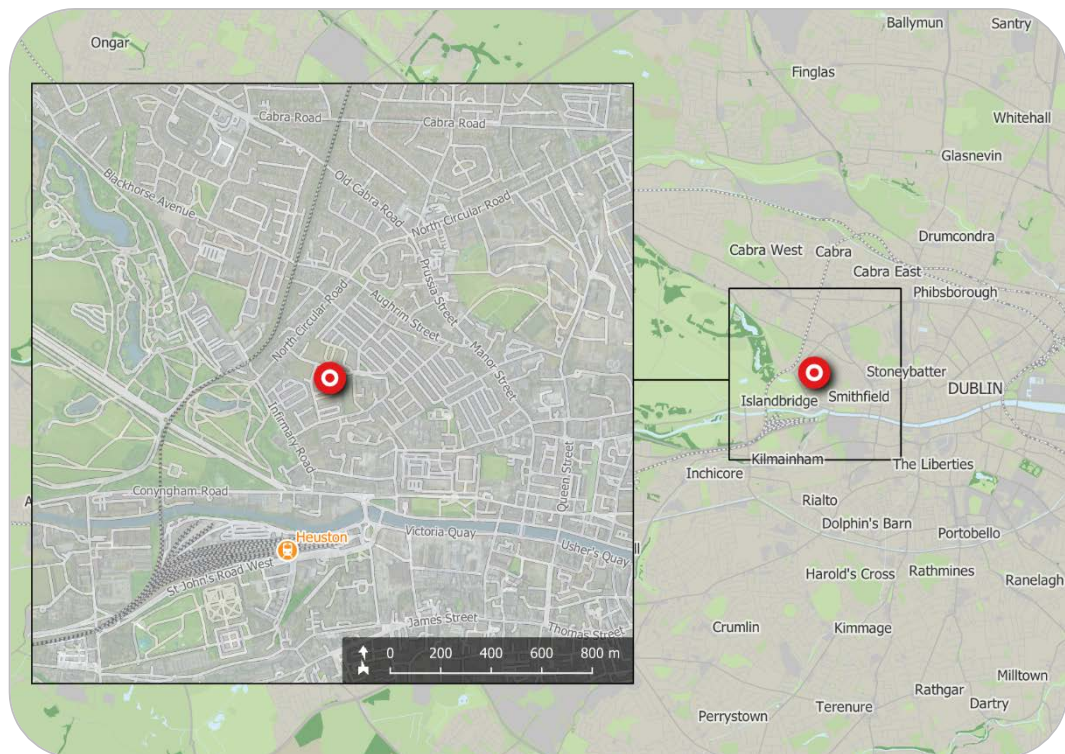 Ballymun
Santry
Ongar
Finglas
Whitehall
Glasnevin
Cabra Road
Cabra Road
Blackhorse Avenue
Old Cabra Road
North Circular Road
Prussia Street
Aughrim Street
North Circular Road
Manor Street
Infirmary Road
Queen Street
Conyngham Road
Victoria Quay
Usher's Quay
Heuston
St John's Road West
James Street
Thomas Street
0 200 400 600 800 m
Drumcondra
Cabra West
Cabra
Cabra East
Phibsborough
Stoneybatter
DUBLIN
Islandbridge
Smithfield
Kilmainham
Inchicore
The Liberties
Rialto
Dolphin's Barn
Portobello
Harold's Cross
Rathmines
Ranelagh
Crumlin
Kimmage
Milltown
Rathgar
Dartry
Terenure
Perrystown